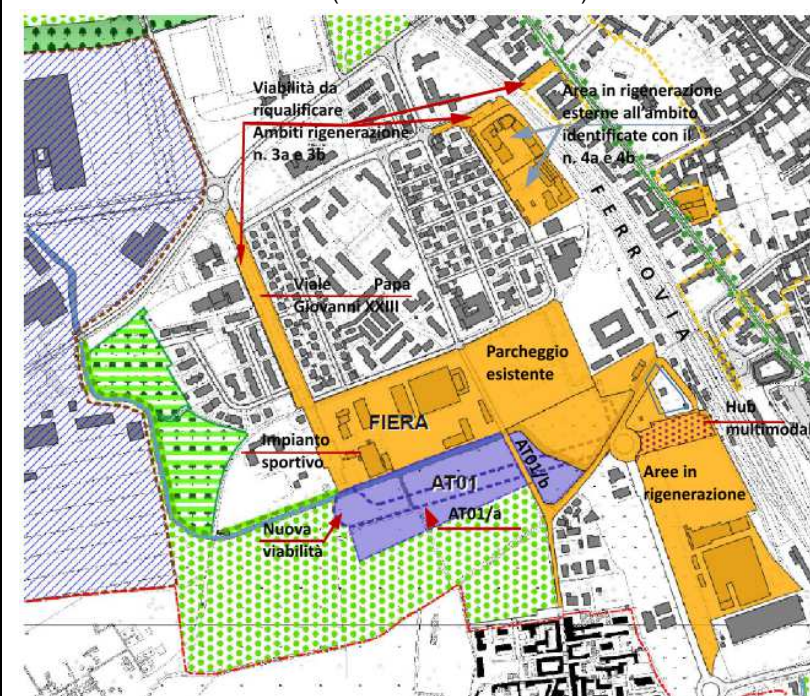 Viabilità da
riqualificare
Ambiti rigenerazione
n. 3a e 3b
Area in rigenerazione
esterne all'ambito
identificate con il
n. 4a e 4b
FERROVIA
Viale Papa
Giovanni XXIII
Parcheggio
esistente
FIERA
Hub
multimodal
Impianto
sportivo
AT01
AT01/b
Aree in
rigenerazione
AT01/a
Nuova
viabilità